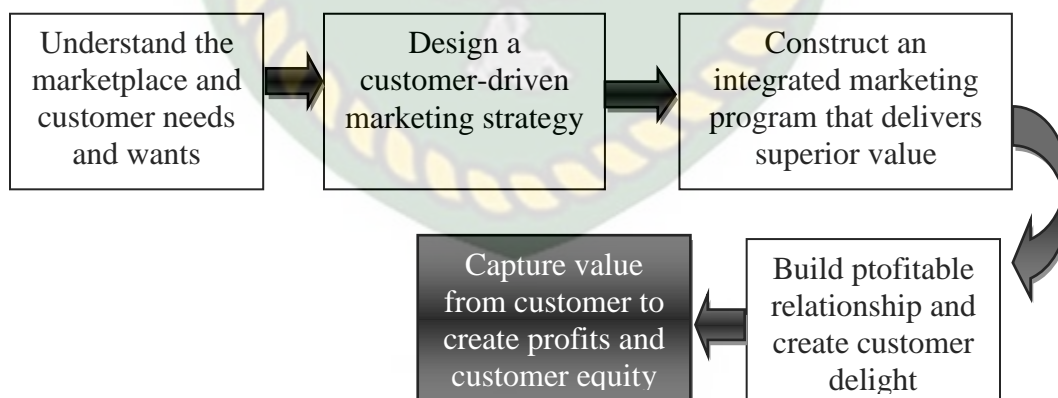 Understand the
marketplace and
customer needs
and wants
Design a
customer-driven
marketing strategy
Construct an
integrated marketing
program that delivers
superior value
Build ptofitable
relationship and
create customer
delight
Capture value
from customer to
create profits and
customer equity